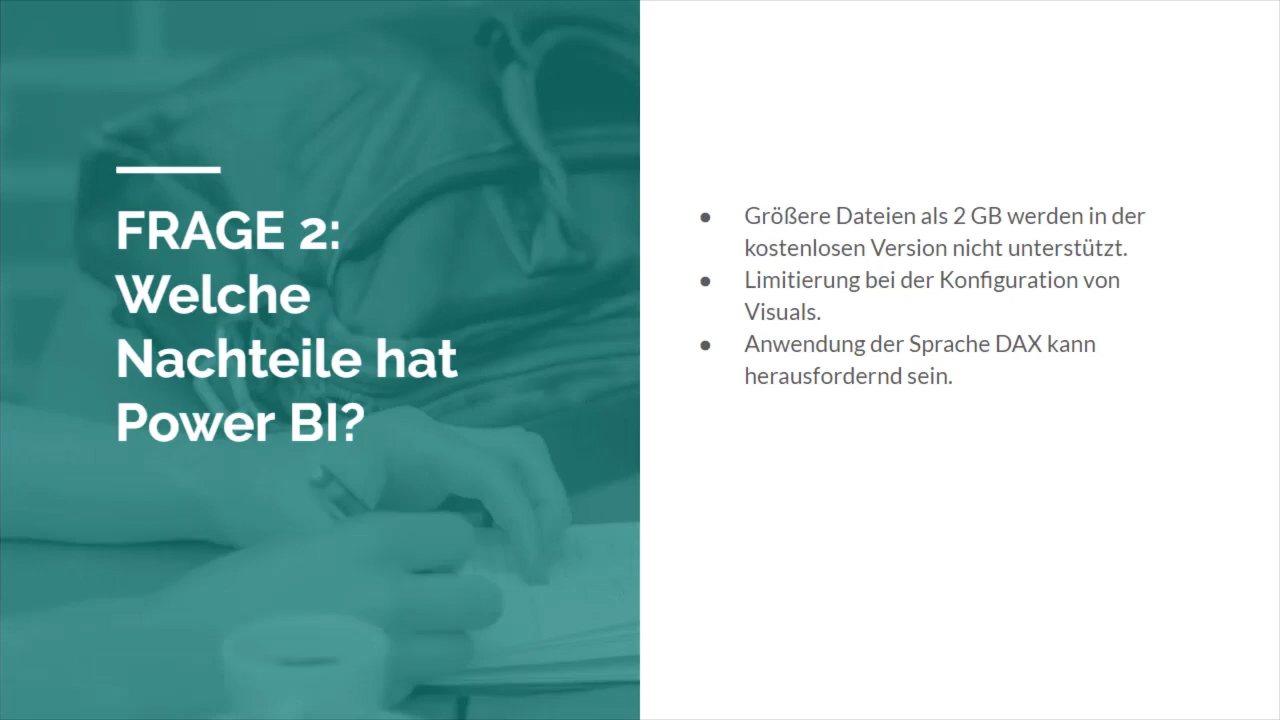 FRAGE 2:
Welche
Nachteile hat
Power BI?
● Größere Dateien als 2 GB werden in der
kostenlosen Version nicht unterstützt.
● Limitierung bei der Konfiguration von
Visuals.
● Anwendung der Sprache DAX kann
herausfordernd sein.